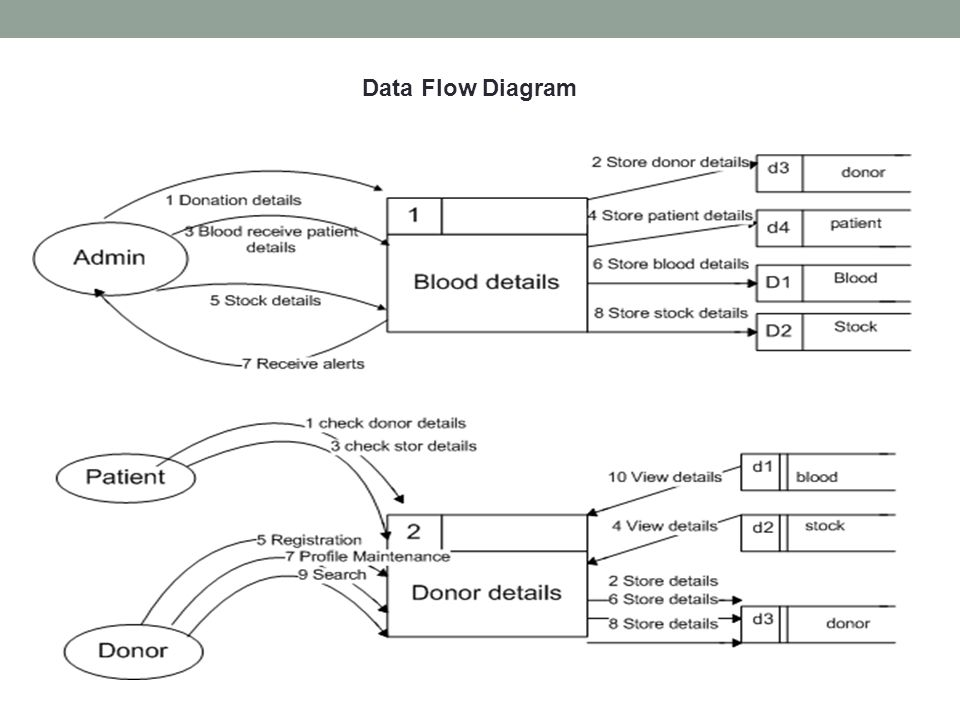 Data Flow Diagram
2 Store donor details
d3
donor
1 Donation details
1
4 Store patient details
d4
patient
3 Blood receive patient
details
Admin
Blood details
6 Store blood details
D1
Blood
5 Stock details
8 Store stock details
D2
Stock
7 Receive alerts
1 check donor details
3 check stor details
Patient
10 View details
d1
blood
2
4 View details
d2
stock
5 Registration
7 Profile Maintenance
9 Search
Donor details
2 Store details
6 Store details
8 Store details
d3
donor
Donor